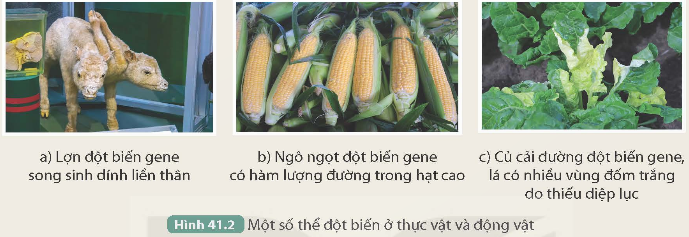 a) Lợn đột biến gene
song sinh dính liền thân
b) Ngô ngọt đột biến gene
có hàm lượng đường trong hạt cao
c) Củ cải đường đột biến gene,
lá có nhiều vùng đốm trắng
do thiếu diệp lục
Hình 41.2 Một số thể đột biến ở thực vật và động vật